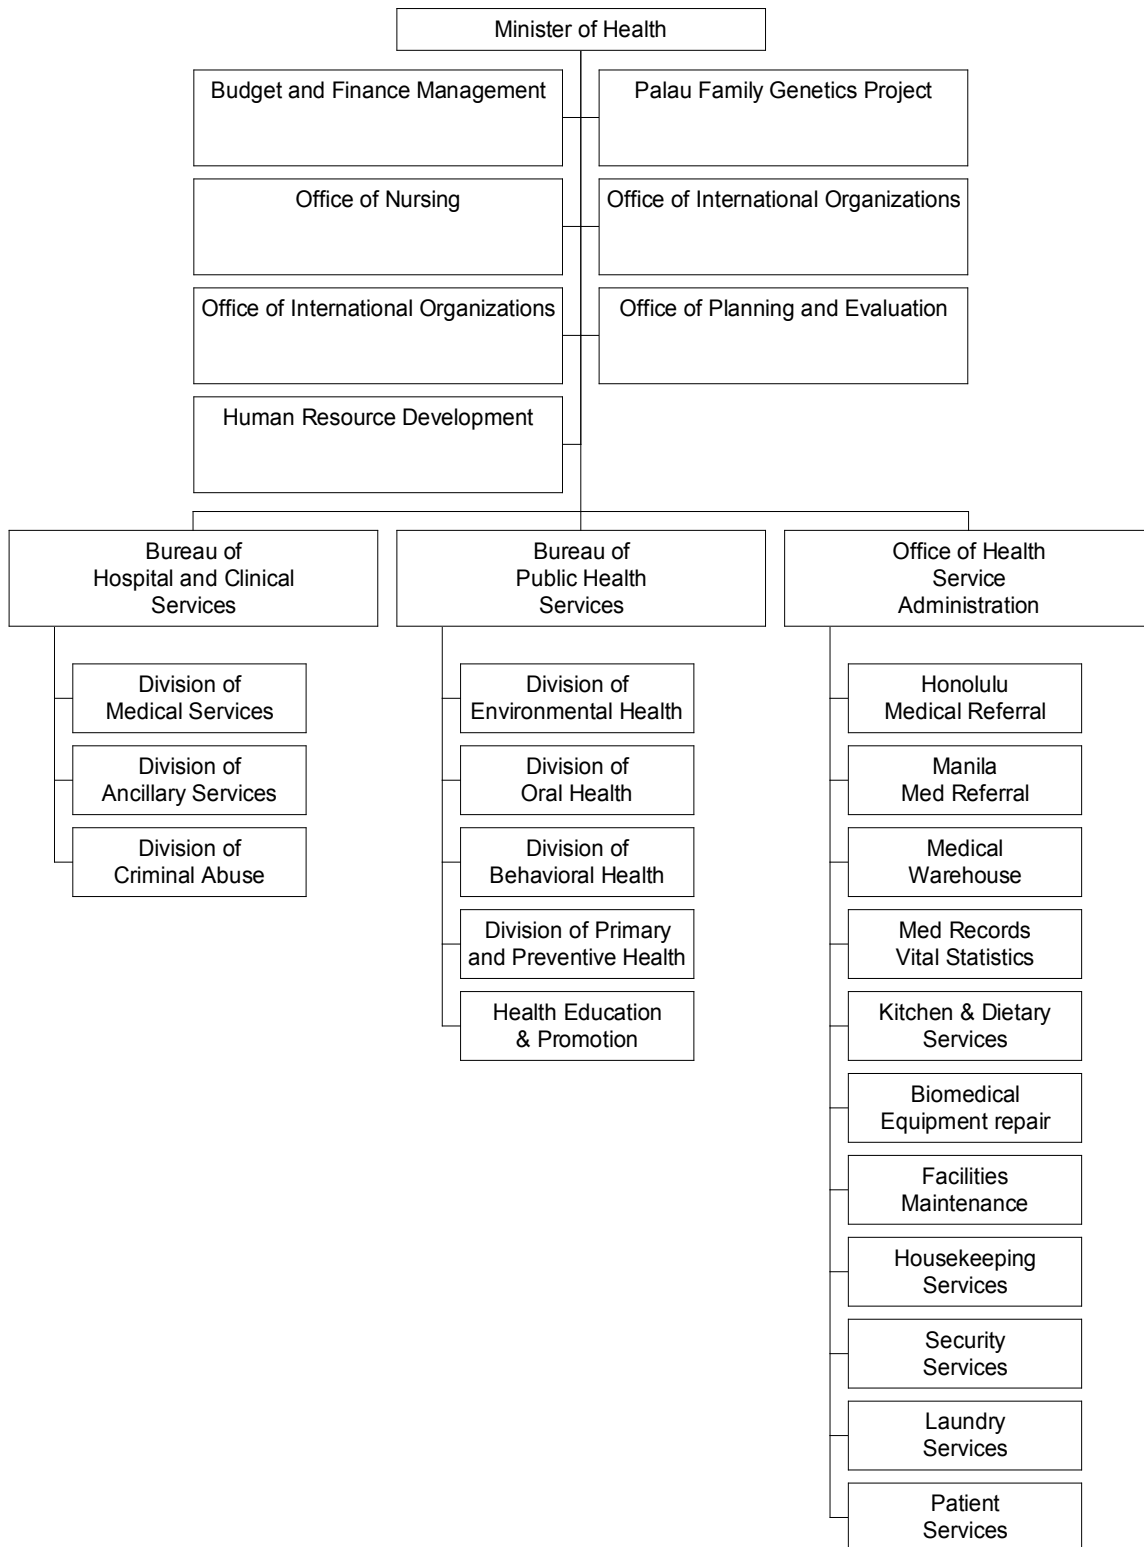 Minister of Health
Budget and Finance Management
Palau Family Genetics Project
Office of Nursing
Office of International Organizations
Office of International Organizations
Office of Planning and Evaluation
Human Resource Development
Bureau of
Hospital and Clinical
Services
Division of
Medical Services
Division of
Ancillary Services
Division of
Criminal Abuse
Bureau of
Public Health
Services
Division of
Environmental Health
Division of
Oral Health
Division of
Behavioral Health
Division of Primary
and Preventive Health
Health Education
& Promotion
Office of Health
Service
Administration
Honolulu
Medical Referral
Manila
Med Referral
Medical
Warehouse
Med Records
Vital Statistics
Kitchen & Dietary
Services
Biomedical
Equipment repair
Facilities
Maintenance
Housekeeping
Services
Security
Services
Laundry
Services
Patient
Services